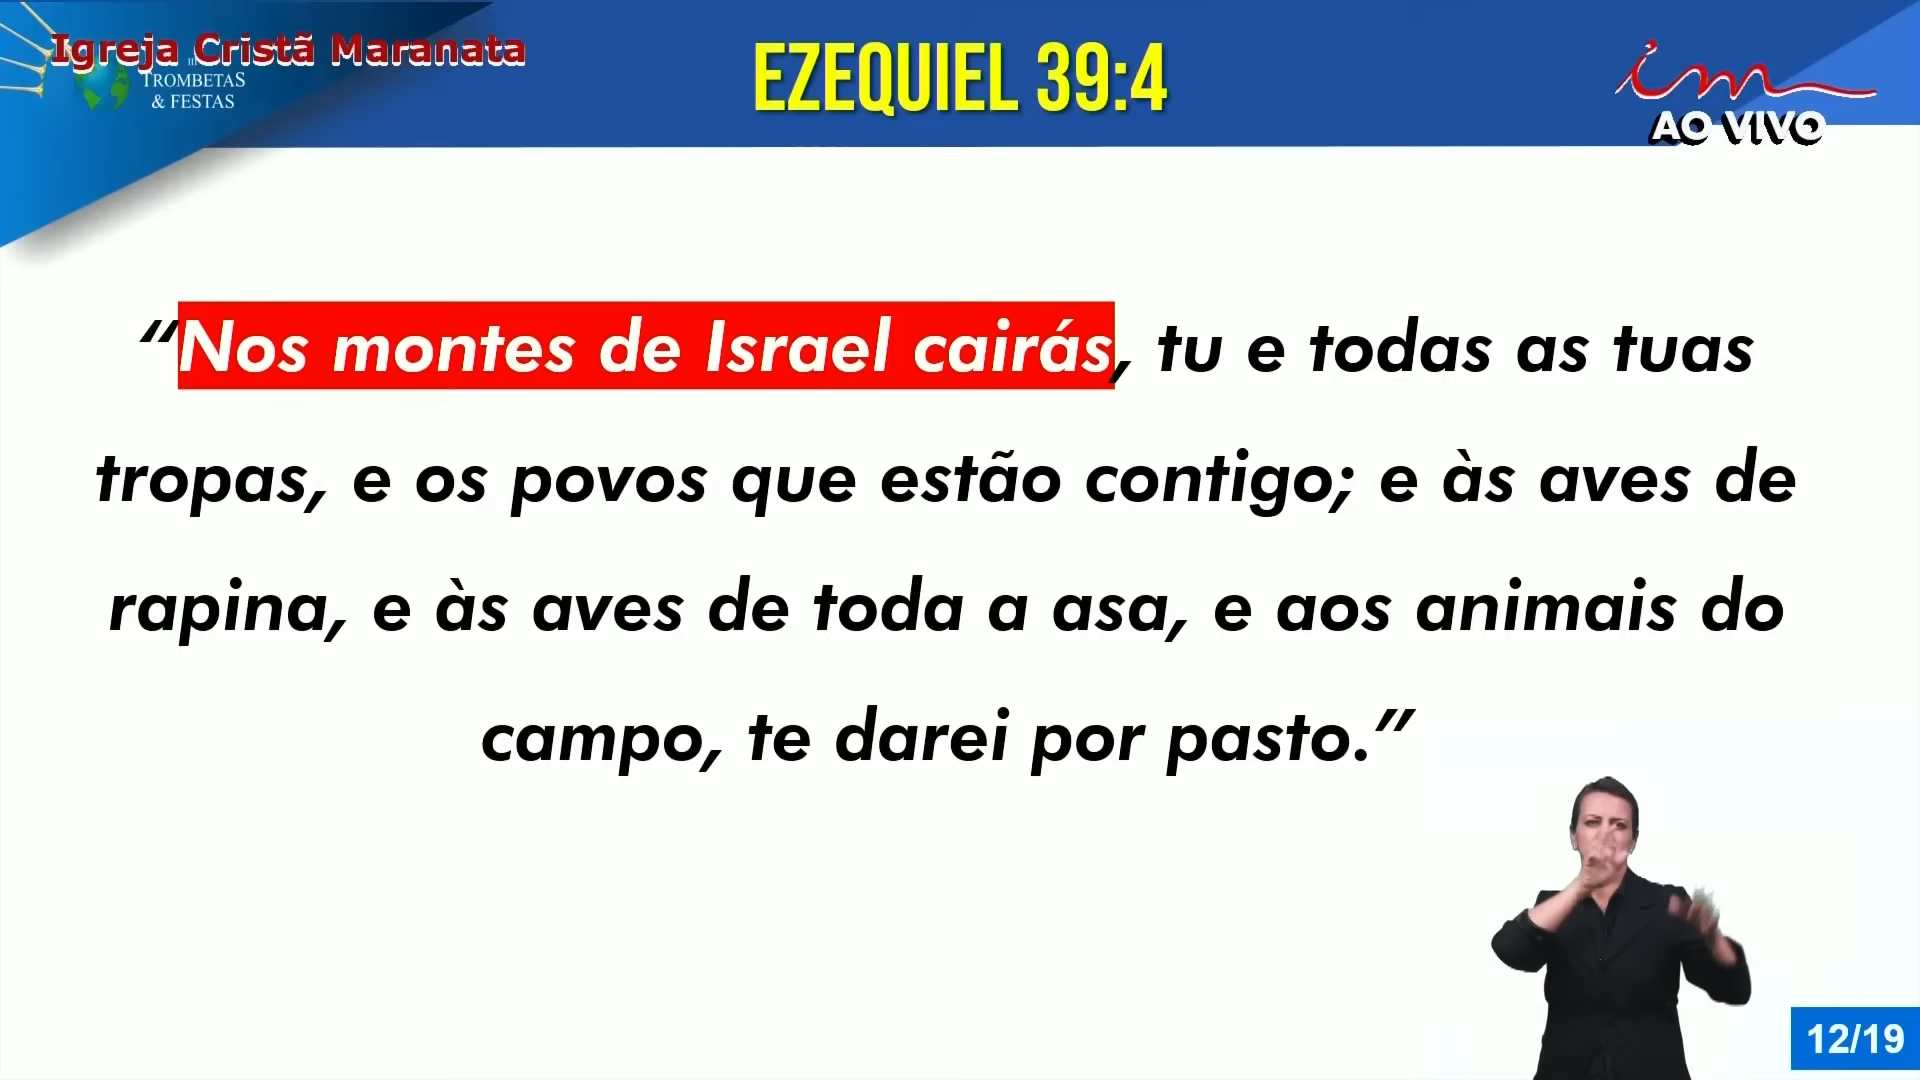 Igreja Cristã Maranata
TROMBETAS
& FESTAS
EZEQUIEL 39:4
im
AO VIVO
“Nos montes de Israel cairás, tu e todas as tuas
tropas, e os povos que estão contigo; e às aves de
rapina, e às aves de toda a asa, e aos animais do
campo, te darei por pasto.”
12/19